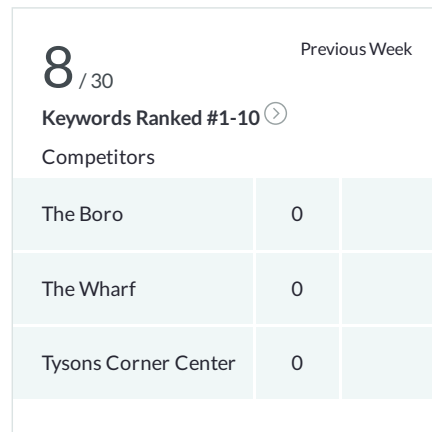 Previous Week
8 / 30
Keywords Ranked #1-10
Competitors
The Boro 0
The Wharf 0
Tysons Corner Center 0